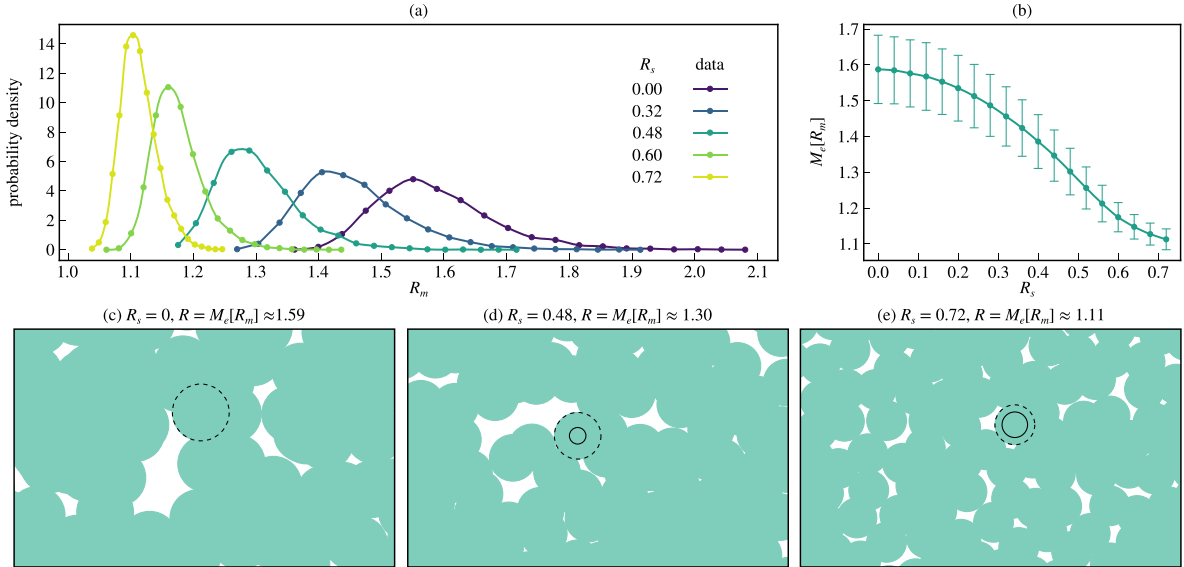 (a)
probability density
14
12
10
8
6
4
2
0
R_s data
0.00
0.32
0.48
0.60
0.72
1.0 1.1 1.2 1.3 1.4 1.5 1.6 1.7 1.8 1.9 2.0 2.1
R_m
(b)
M_e[R_m]
1.7
1.6
1.5
1.4
1.3
1.2
1.1
0.0 0.1 0.2 0.3 0.4 0.5 0.6 0.7
R_s
(c) R_s = 0, R = M_e[R_m] ≈1.59
(d) R_s = 0.48, R = M_e[R_m] ≈ 1.30
(e) R_s = 0.72, R = M_e[R_m] ≈ 1.11